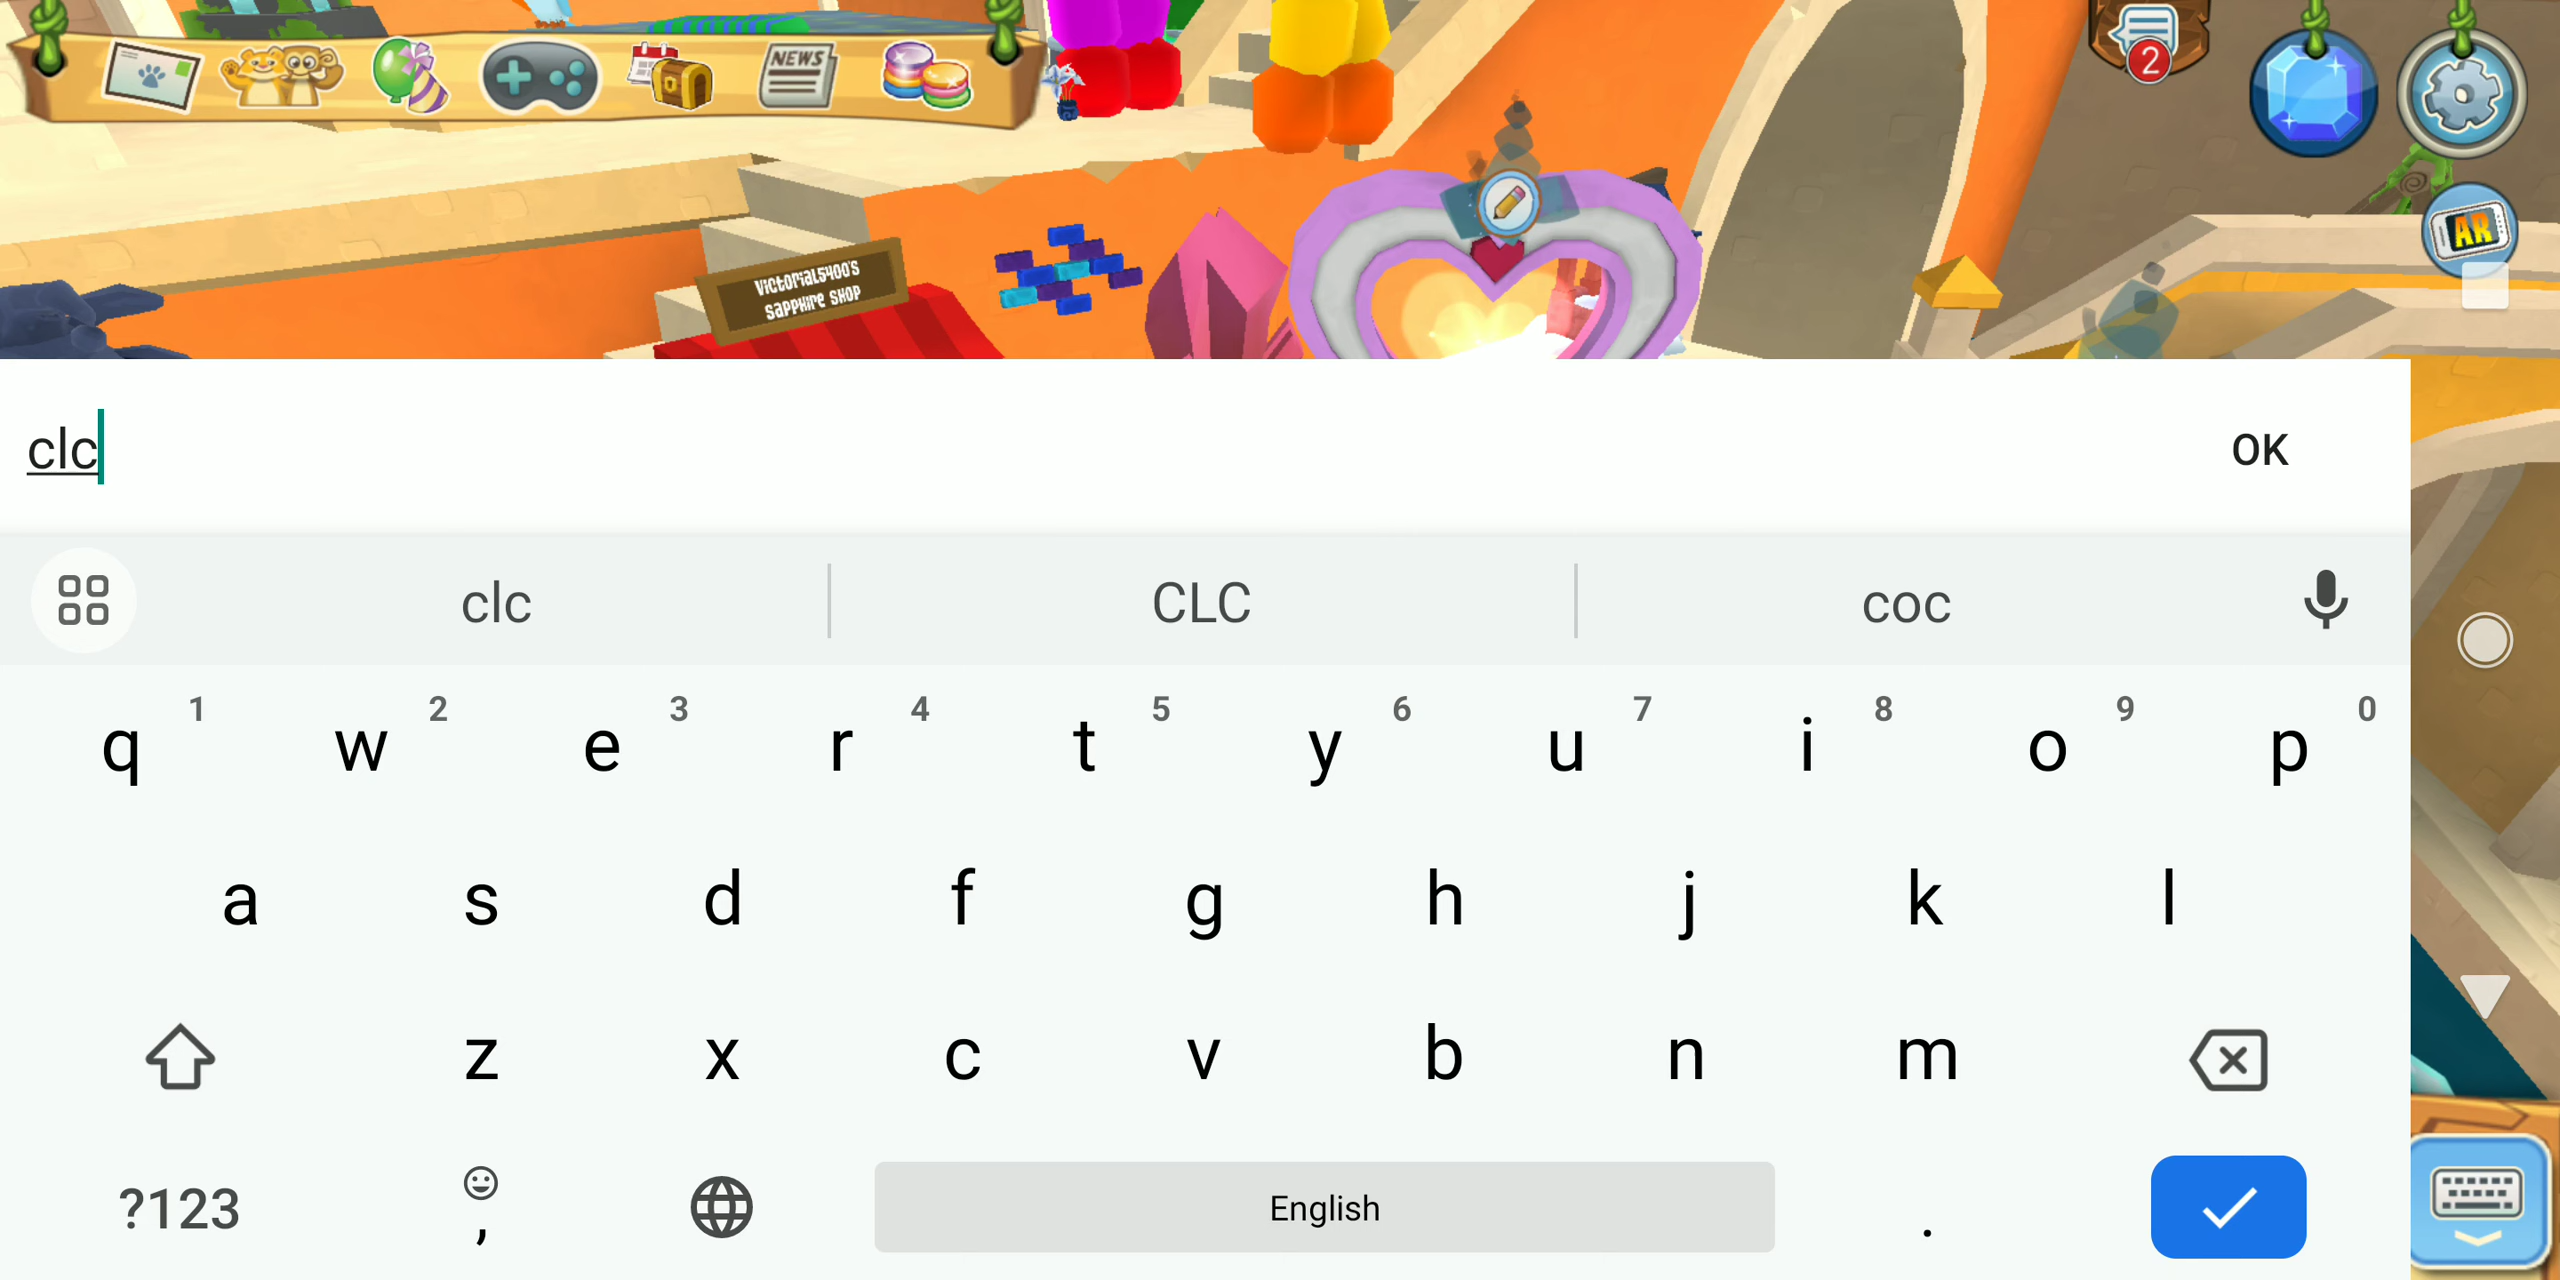 NEWS
2
AR
Victorial5400's
Sapphire Shop
clc
OK
clc CLC coc
1 2 3 4 5 6 7 8 9 0
q w e r t y u i o p
a s d f g h j k l
z x c v b n m
?123 , English .